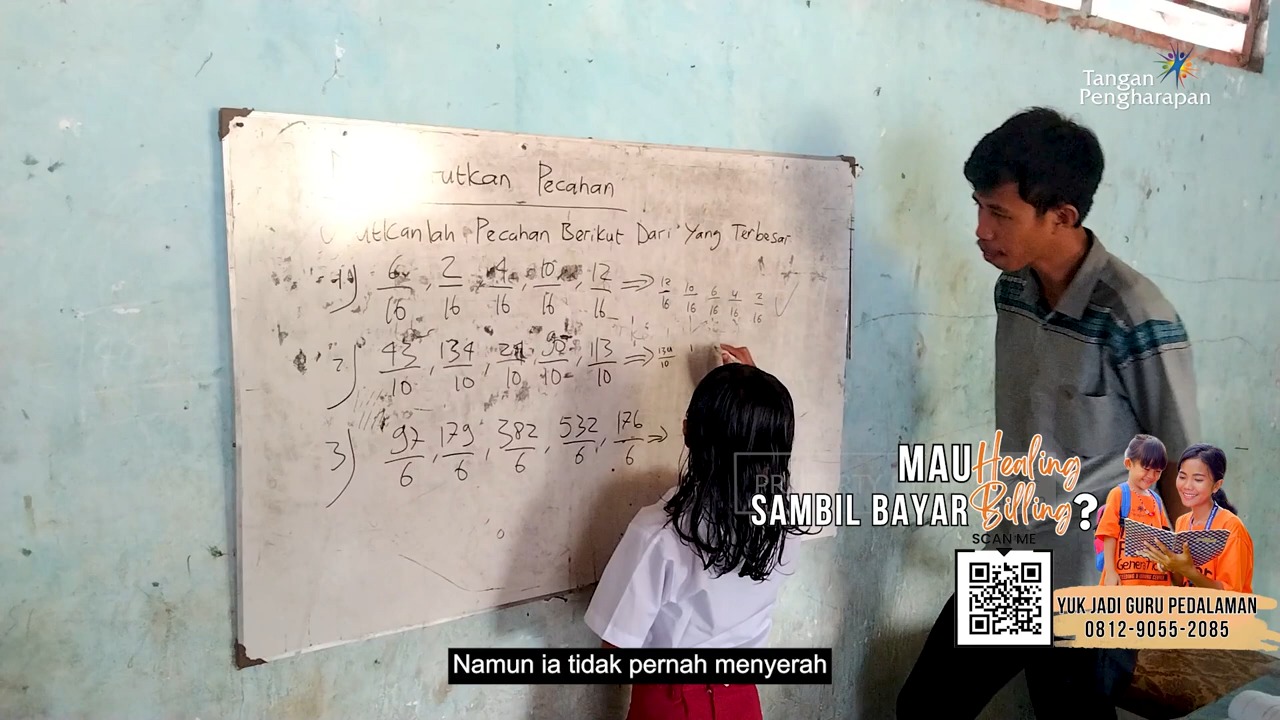 Tangan
Pengharapan
utkan Pecahan
utkanlah Pecahan Berikut Dari Yang Terbesar
1) 6/16, 2/16, 4/16, 10/16, 12/16 ⇒ 12/16 10/16 6/16 4/16 2/16 ✓
2) 43/10, 134/10, 10, 10, 113/10 ⇒ 134/10
3) 97/6, 179/6, 382/6, 532/6, 176/6 ⇒
MAU Healing
SAMBIL BAYAR Billing?
SCAN ME
YUK JADI GURU PEDALAMAN
0812-9055-2085
Namun ia tidak pernah menyerah